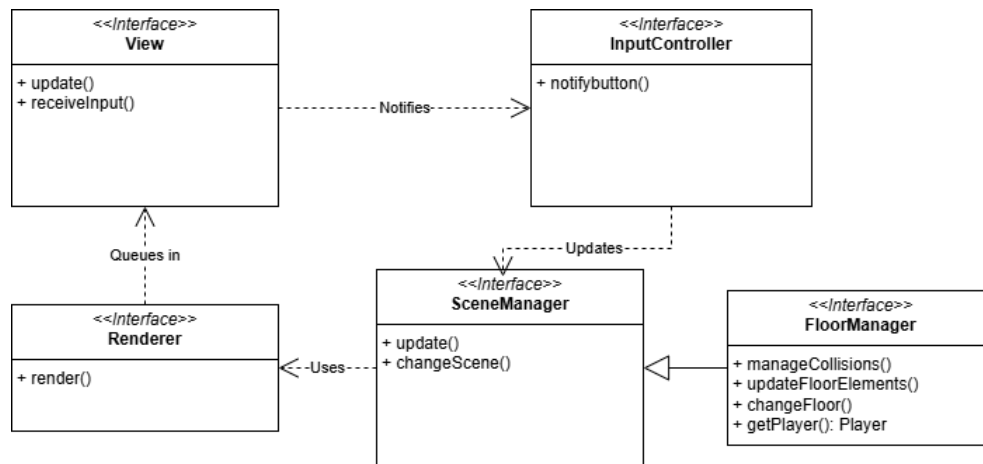 <<Interface>>
View
+ update()
+ receiveInput()
<<Interface>>
InputController
+ notifybutton()
Notifies
Queues in
Updates
<<Interface>>
Renderer
+ render()
Uses
<<Interface>>
SceneManager
+ update()
+ changeScene()
<<Interface>>
FloorManager
+ manageCollisions()
+ updateFloorElements()
+ changeFloor()
+ getPlayer(): Player